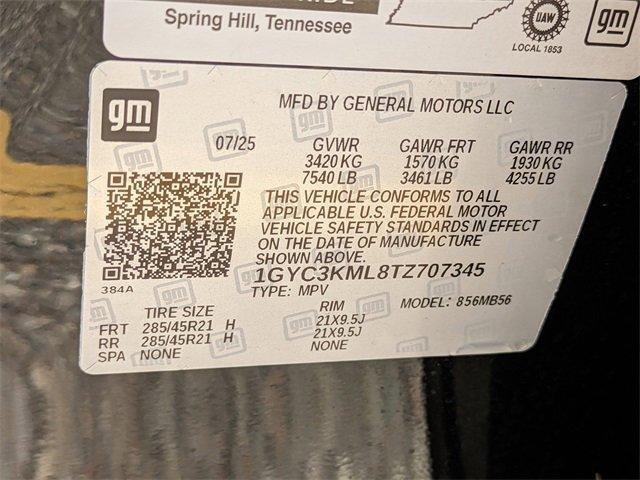 Spring Hill, Tennessee
UAW
LOCAL 1853
gm
gm
MFD BY GENERAL MOTORS LLC
07/25 GVWR GAWR FRT GAWR RR
3420 KG 1570 KG 1930 KG
7540 LB 3461 LB 4255 LB
THIS VEHICLE CONFORMS TO ALL
APPLICABLE U.S. FEDERAL MOTOR
VEHICLE SAFETY STANDARDS IN EFFECT
ON THE DATE OF MANUFACTURE
SHOWN ABOVE.
384A
1GYC3KML8TZ707345
TYPE: MPV MODEL: 856MB56
TIRE SIZE RIM
FRT 285/45R21 H 21X9.5J
RR 285/45R21 H 21X9.5J
SPA NONE NONE